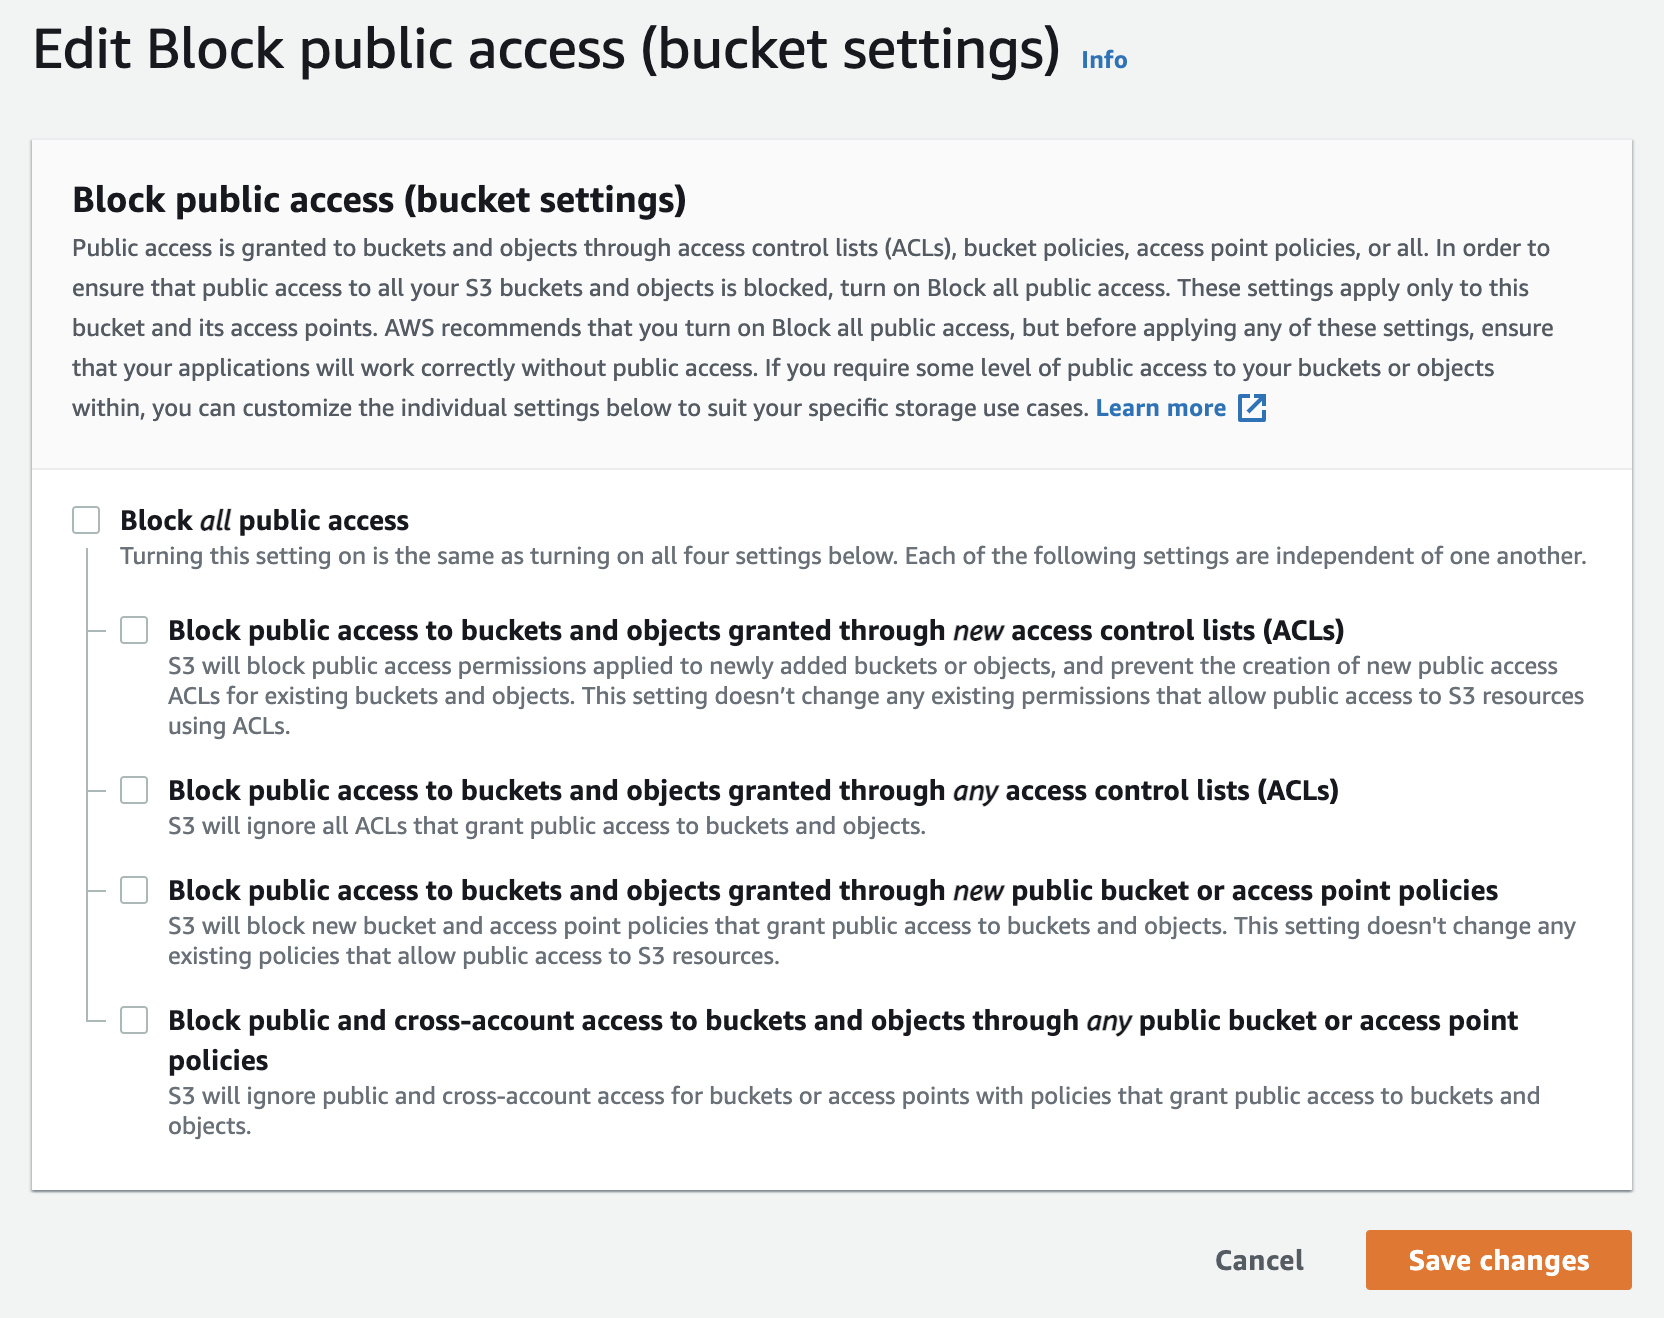 Edit Block public access (bucket settings) Info
Block public access (bucket settings)
Public access is granted to buckets and objects through access control lists (ACLs), bucket policies, access point policies, or all. In order to
ensure that public access to all your S3 buckets and objects is blocked, turn on Block all public access. These settings apply only to this
bucket and its access points. AWS recommends that you turn on Block all public access, but before applying any of these settings, ensure
that your applications will work correctly without public access. If you require some level of public access to your buckets or objects
within, you can customize the individual settings below to suit your specific storage use cases. Learn more
Block all public access
Turning this setting on is the same as turning on all four settings below. Each of the following settings are independent of one another.
Block public access to buckets and objects granted through new access control lists (ACLs)
S3 will block public access permissions applied to newly added buckets or objects, and prevent the creation of new public access
ACLs for existing buckets and objects. This setting doesn’t change any existing permissions that allow public access to S3 resources
using ACLs.
Block public access to buckets and objects granted through any access control lists (ACLs)
S3 will ignore all ACLs that grant public access to buckets and objects.
Block public access to buckets and objects granted through new public bucket or access point policies
S3 will block new bucket and access point policies that grant public access to buckets and objects. This setting doesn't change any
existing policies that allow public access to S3 resources.
Block public and cross-account access to buckets and objects through any public bucket or access point
policies
S3 will ignore public and cross-account access for buckets or access points with policies that grant public access to buckets and
objects.
Cancel Save changes